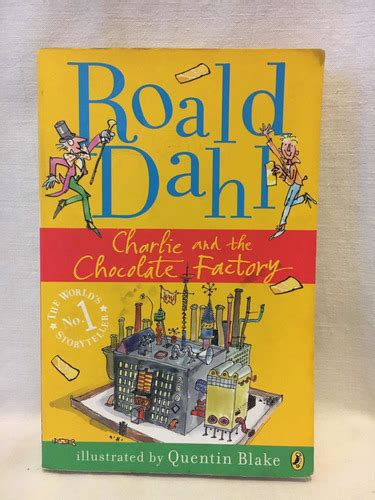 Roald
Dahl
Charlie and the
Chocolate Factory
THE WORLD'S
No. 1
STORYTELLER
illustrated by Quentin Blake